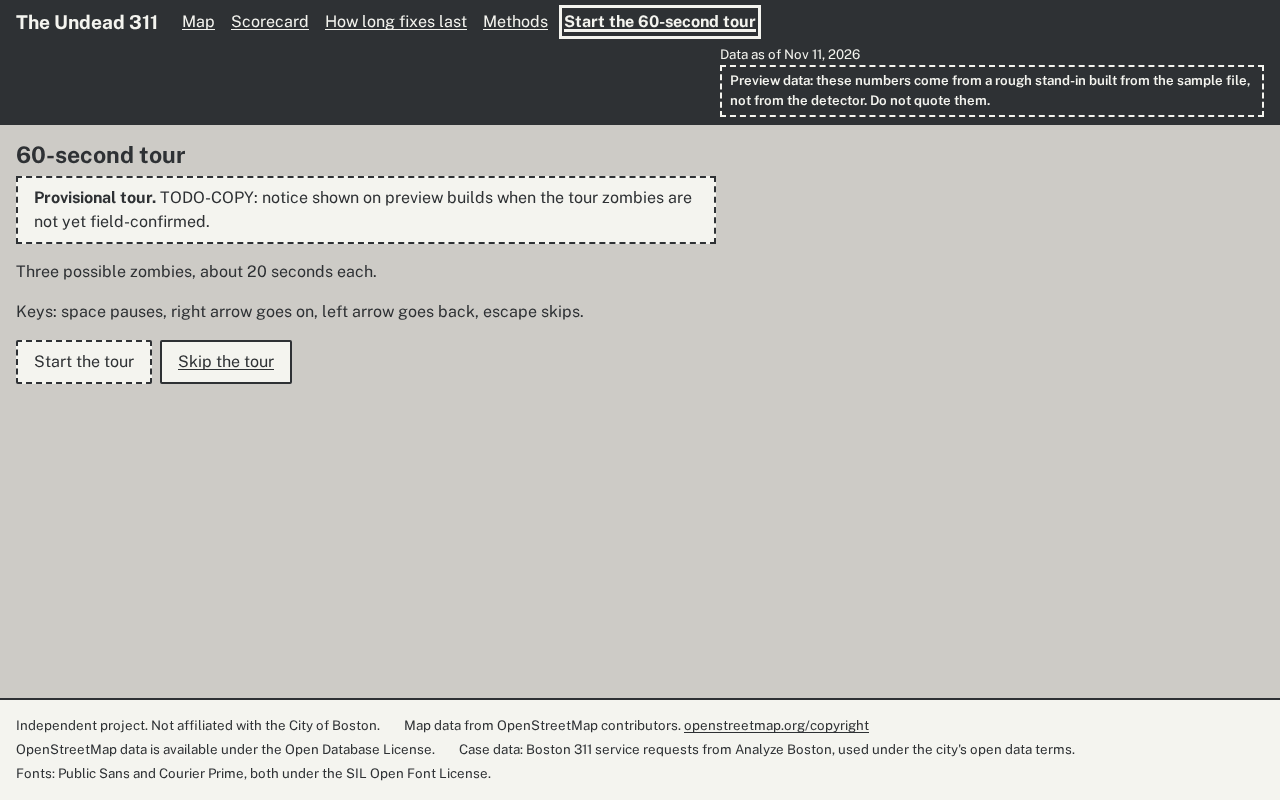 The Undead 311 Map Scorecard How long fixes last Methods Start the 60-second tour
Data as of Nov 11, 2026
Preview data: these numbers come from a rough stand-in built from the sample file,
not from the detector. Do not quote them.
60-second tour
Provisional tour. TODO-COPY: notice shown on preview builds when the tour zombies are
not yet field-confirmed.
Three possible zombies, about 20 seconds each.
Keys: space pauses, right arrow goes on, left arrow goes back, escape skips.
Start the tour Skip the tour
Independent project. Not affiliated with the City of Boston. Map data from OpenStreetMap contributors. openstreetmap.org/copyright
OpenStreetMap data is available under the Open Database License. Case data: Boston 311 service requests from Analyze Boston, used under the city's open data terms.
Fonts: Public Sans and Courier Prime, both under the SIL Open Font License.